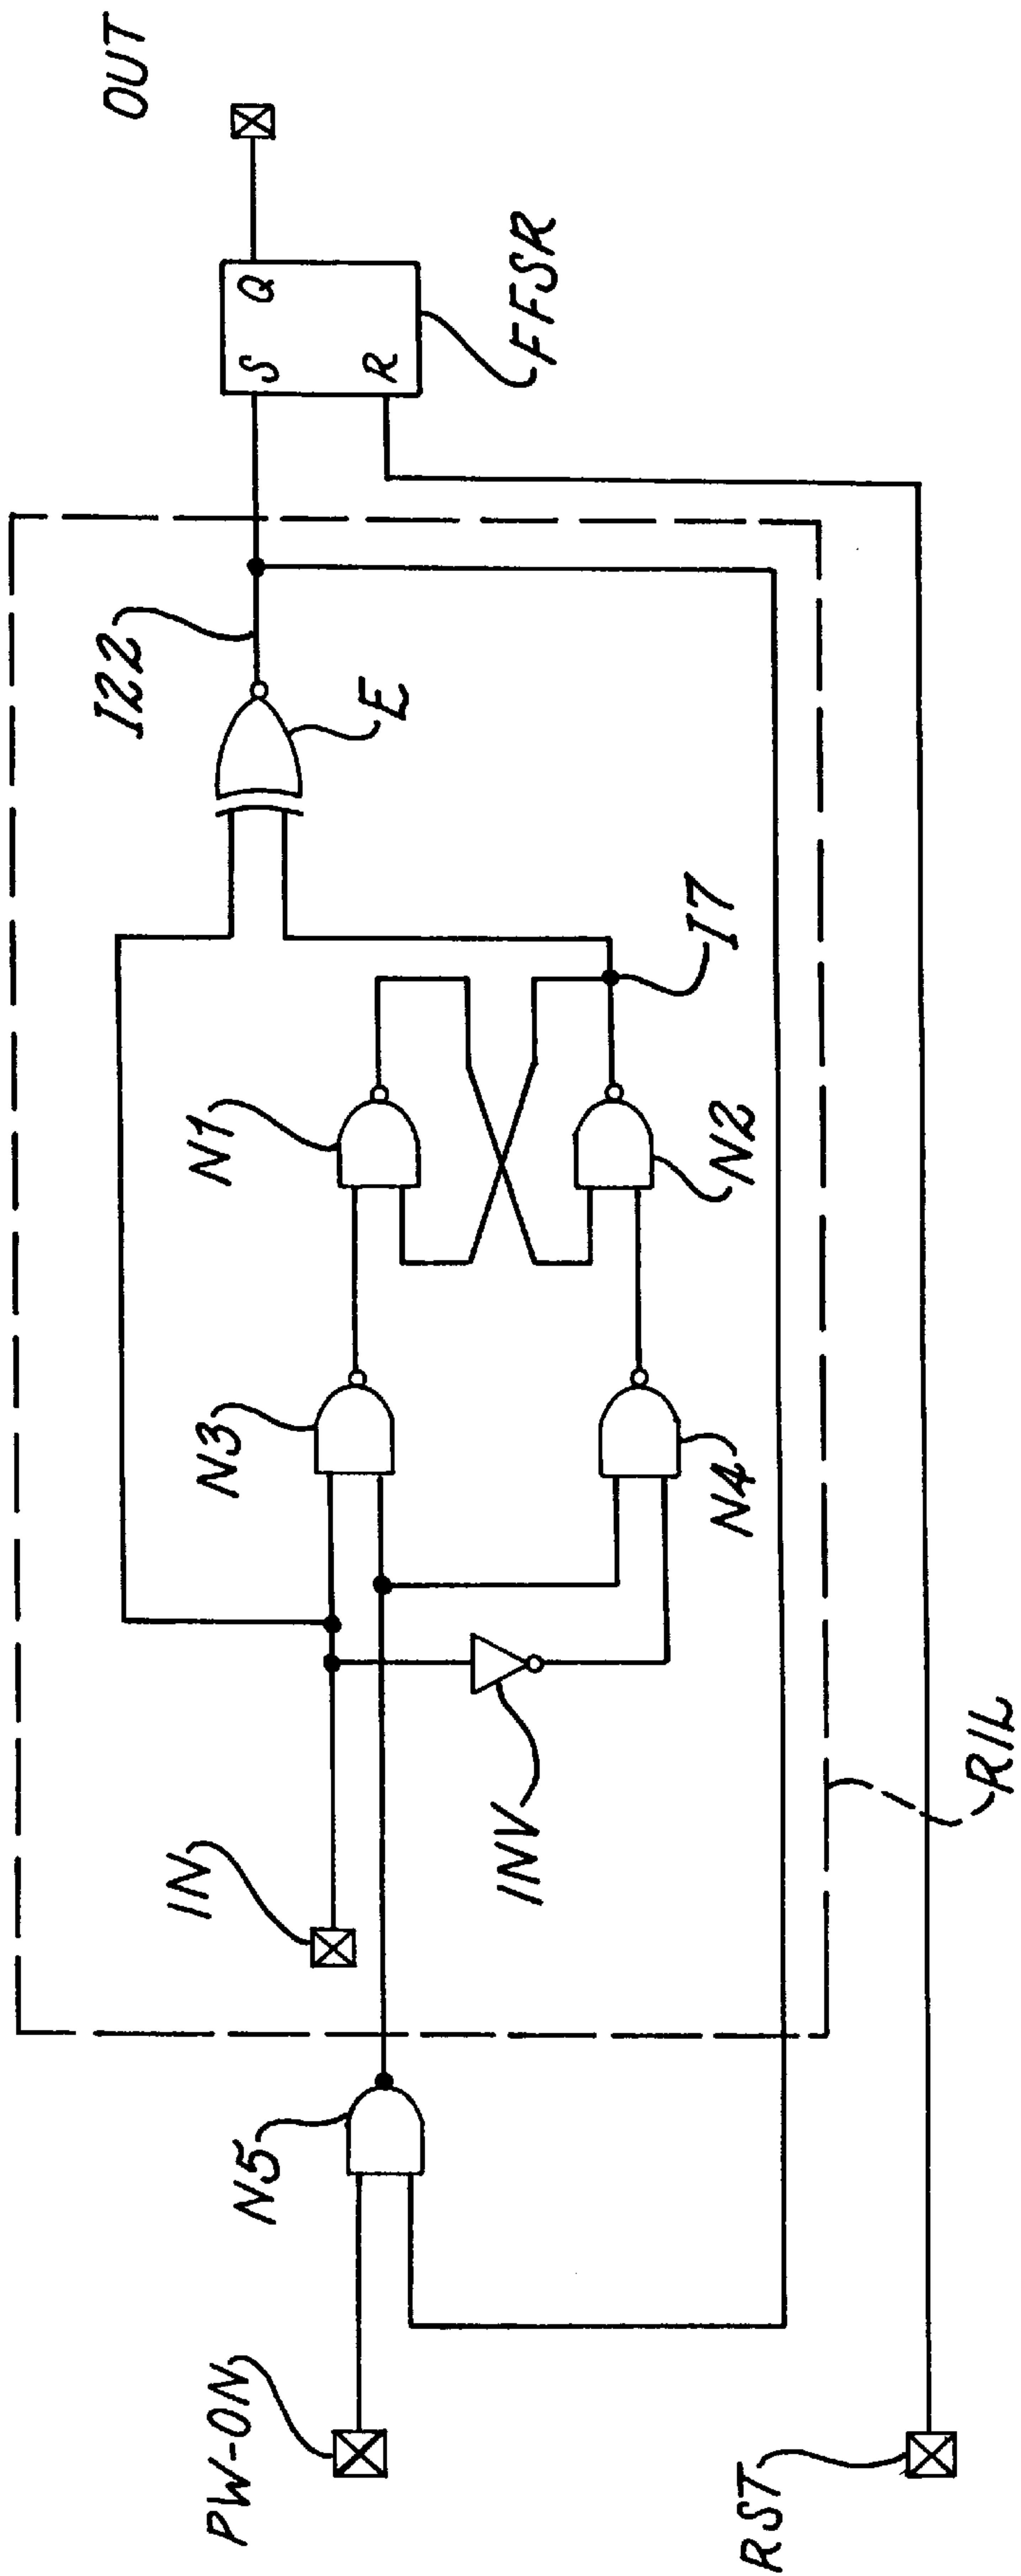 PW-ON
N5
IN
INV
N3
N4
N1
N2
I7
I22
E
S
Q
R
FFSR
OUT
RST
RIL